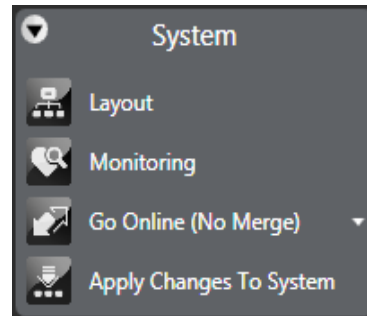 System
Layout
Monitoring
Go Online (No Merge)
Apply Changes To System